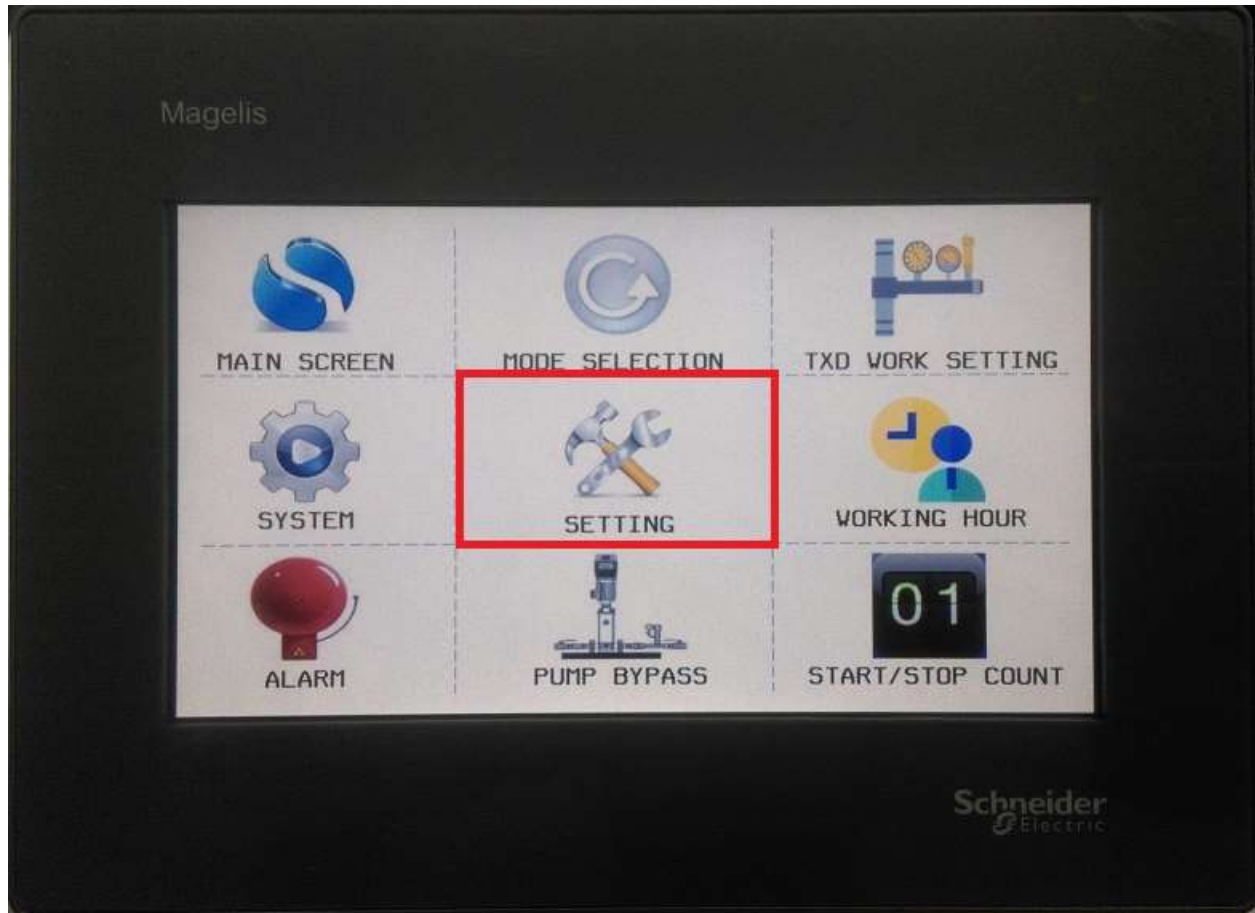 Magelis
MAIN SCREEN
MODE SELECTION
TXD WORK SETTING
SYSTEM
SETTING
WORKING HOUR
ALARM
PUMP BYPASS
01
START/STOP COUNT
Schneider
Electric